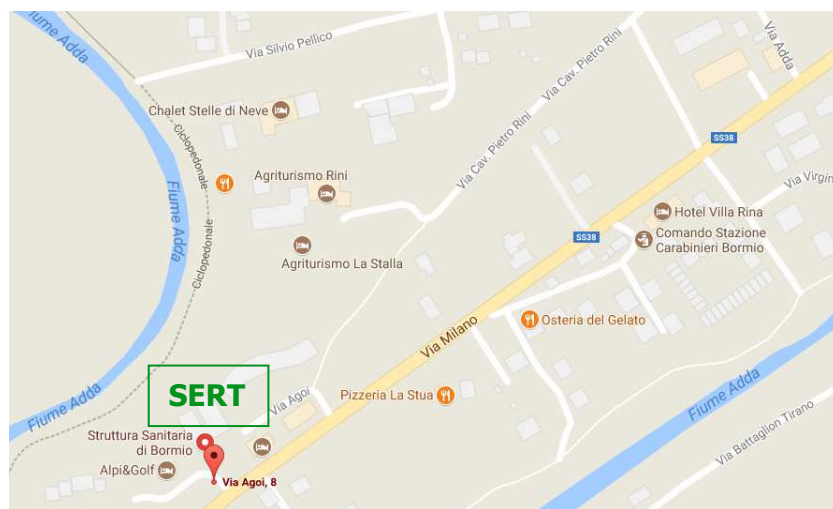 Fiume Adda
Via Silvio Pellico
Via Cav. Pietro Rini
Via Adda
Chalet Stelle di Neve
Ciclopedonale
Via Cav. Pietro Rini
SS38
Agriturismo Rini
Fiume Adda
Via Virgin
Hotel Villa Rina
Ciclopedonale
SS38
Comando Stazione
Carabinieri Bormio
Agriturismo La Stalla
Osteria del Gelato
Via Milano
SERT
Via Agoi
Pizzeria La Stua
Fiume Adda
Fiume Adda
Struttura Sanitaria
di Bormio
Via Battaglion Tirano
Alpi&Golf
Via Agoi, 8